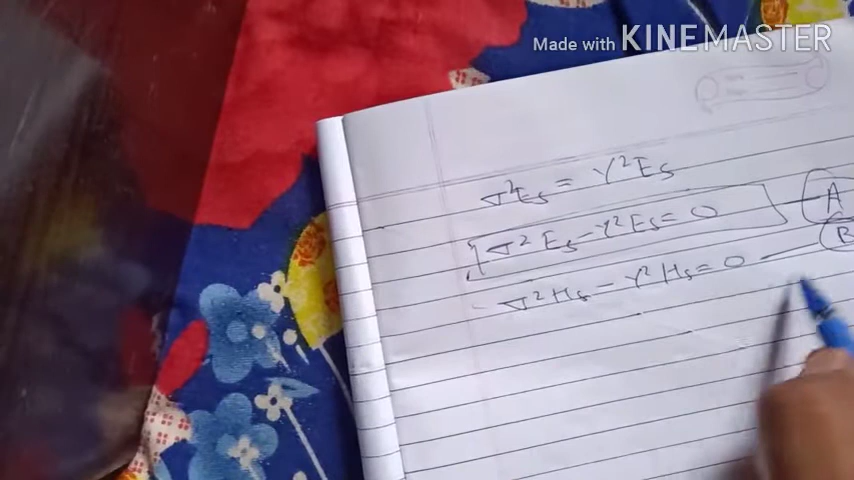 Made with KINEMASTER
∇²Es = γ²Es
∇²Es - γ²Es = 0 A
∇²Hs - γ²Hs = 0 B